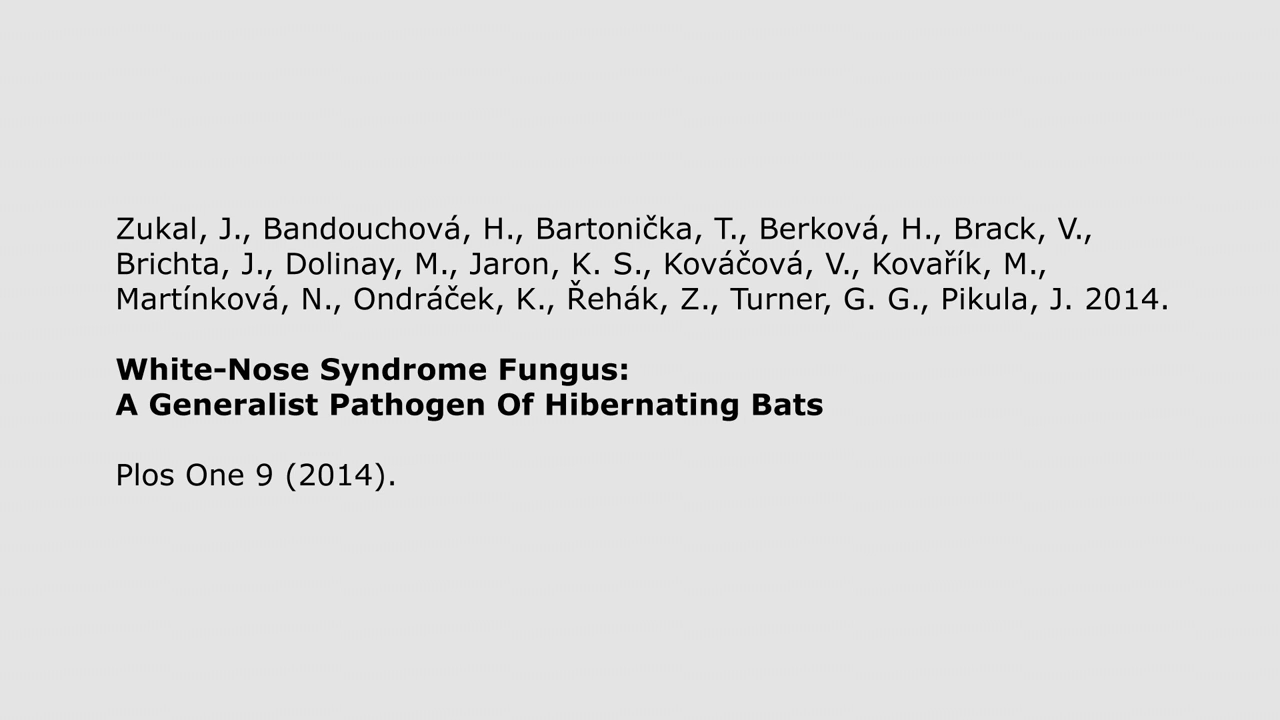 Zukal, J., Bandouchová, H., Bartonička, T., Berková, H., Brack, V.,
Brichta, J., Dolinay, M., Jaron, K. S., Kováčová, V., Kovařík, M.,
Martínková, N., Ondráček, K., Řehák, Z., Turner, G. G., Pikula, J. 2014.
White-Nose Syndrome Fungus:
A Generalist Pathogen Of Hibernating Bats
Plos One 9 (2014).